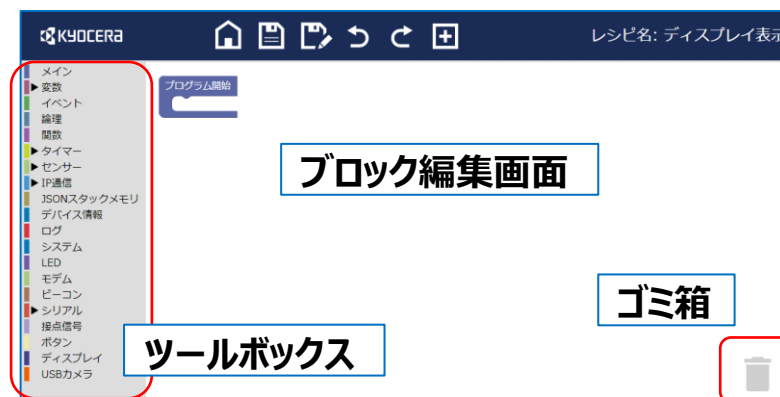 KYOCERA
レシピ名: ディスプレイ表示
メイン
変数
イベント
論理
関数
タイマー
センサー
IP通信
JSONスタックメモリ
デバイス情報
ログ
システム
LED
モデム
ビーコン
シリアル
接点信号
ボタン
ディスプレイ
USBカメラ
プログラム開始
ブロック編集画面
ゴミ箱
ツールボックス